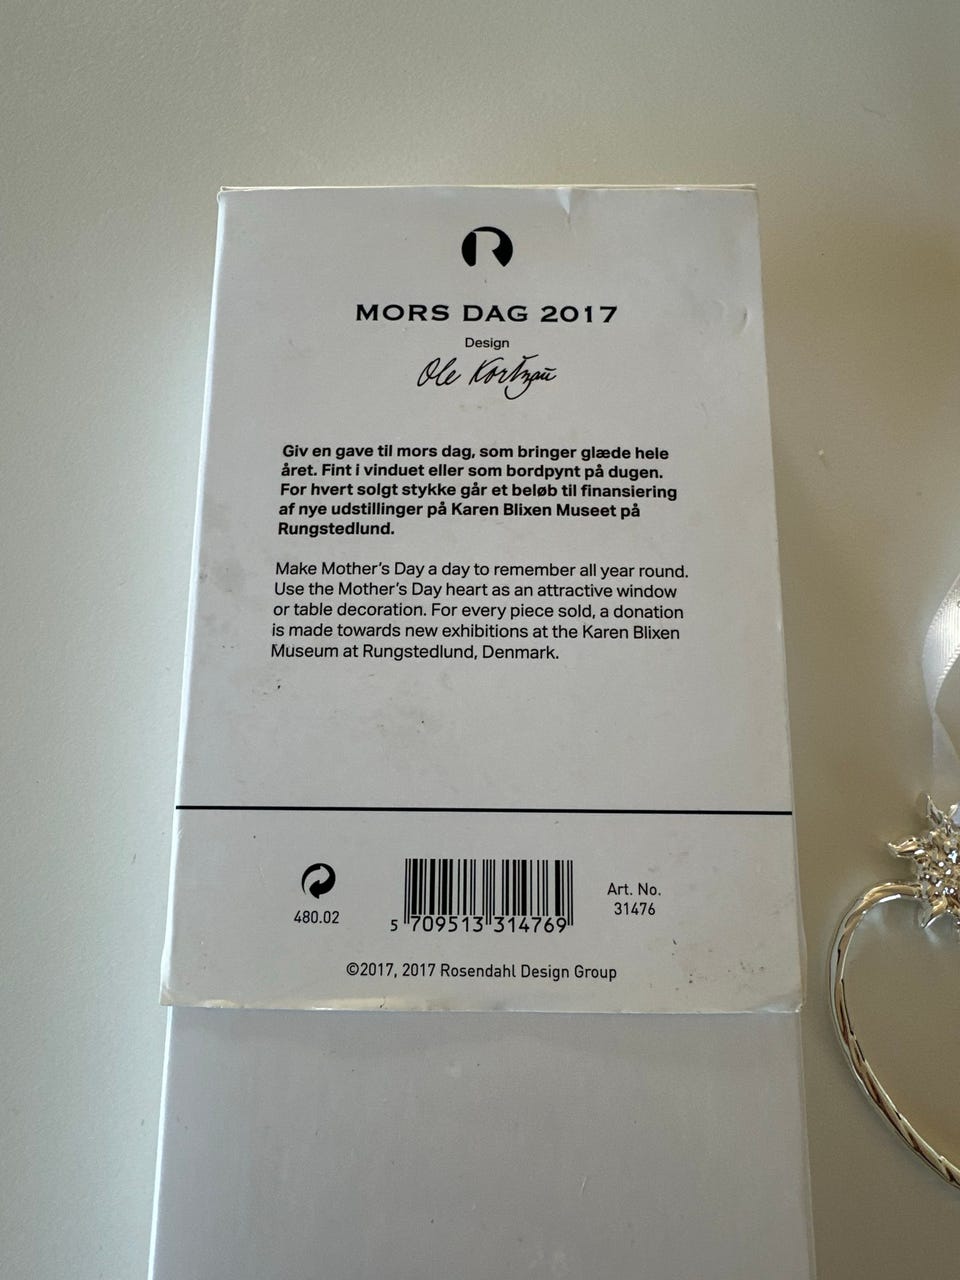 R
MORS DAG 2017
Design
Ole Kortzau
Giv en gave til mors dag, som bringer glæde hele
året. Fint i vinduet eller som bordpynt på dugen.
For hvert solgt stykke går et beløb til finansiering
af nye udstillinger på Karen Blixen Museet på
Rungstedlund.
Make Mother's Day a day to remember all year round.
Use the Mother's Day heart as an attractive window
or table decoration. For every piece sold, a donation
is made towards new exhibitions at the Karen Blixen
Museum at Rungstedlund, Denmark.
480.02
5 709513 314769
Art. No.
31476
©2017, 2017 Rosendahl Design Group